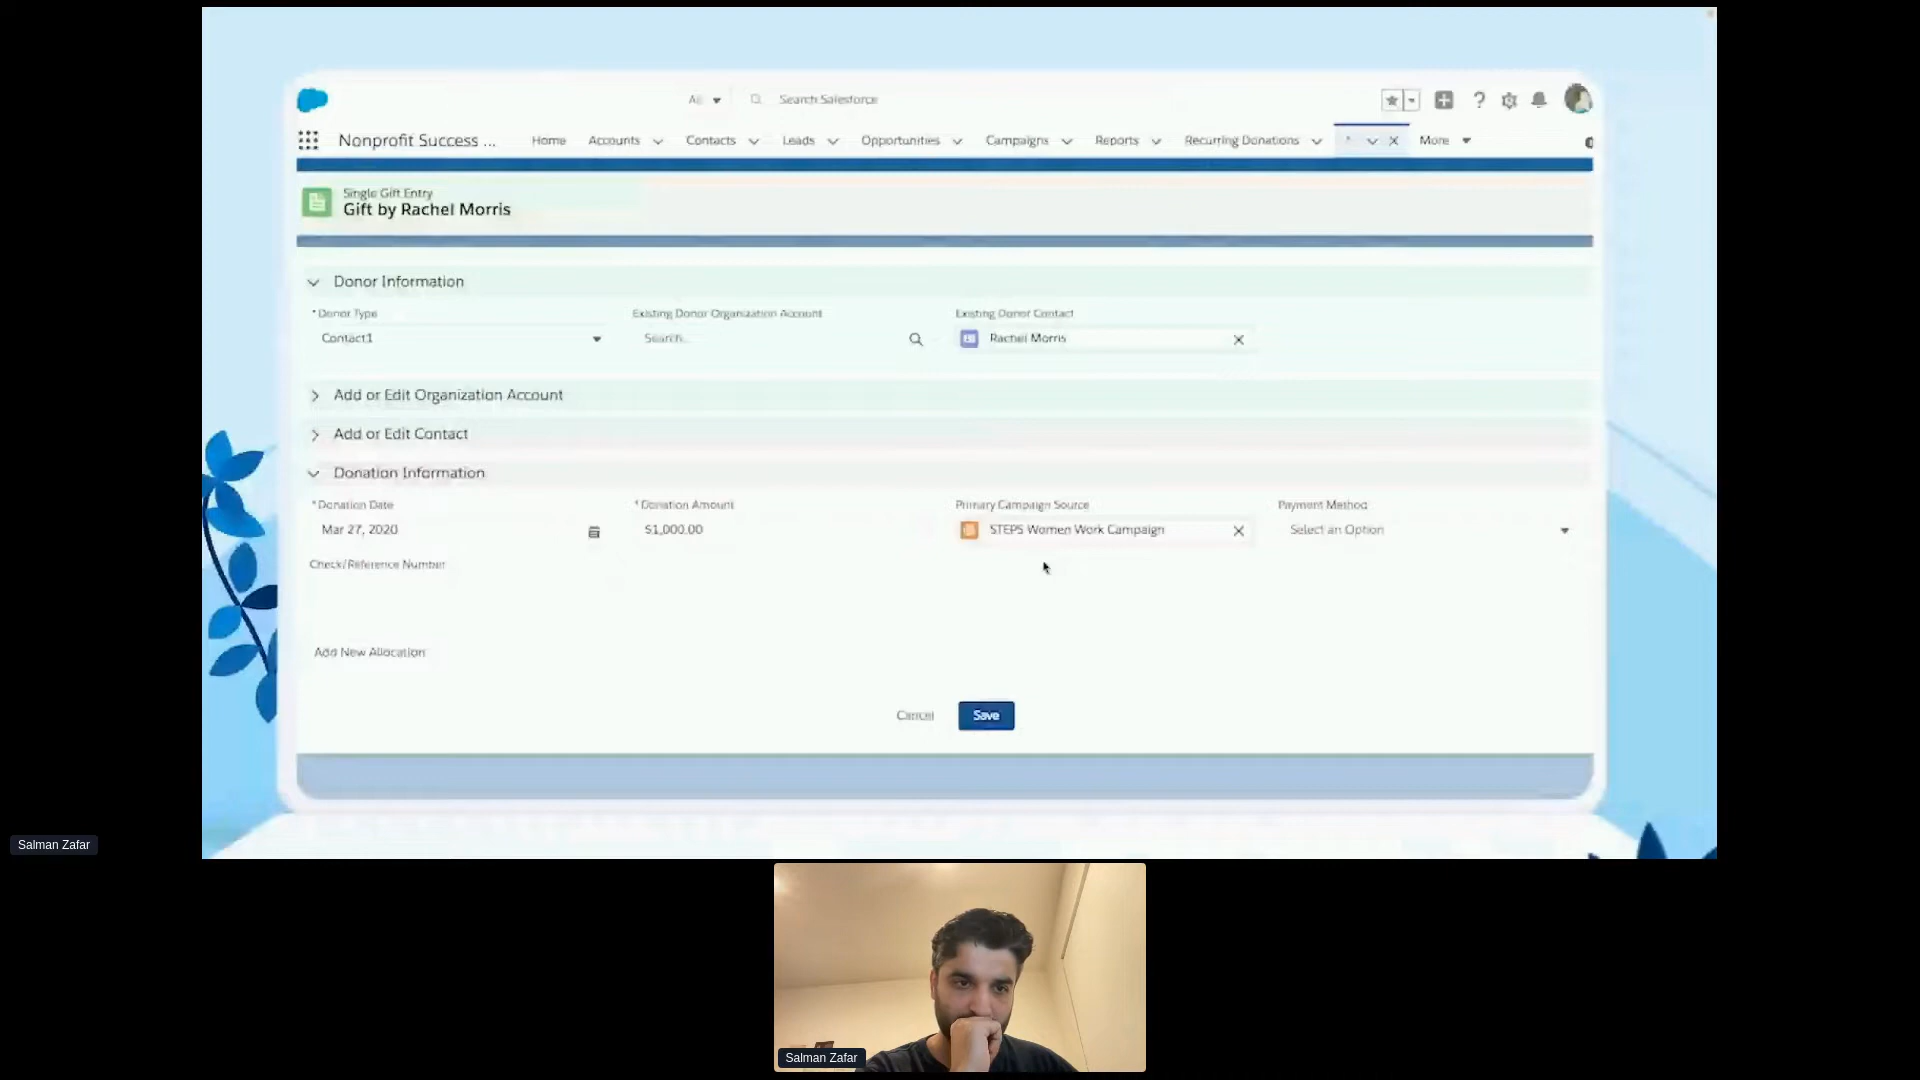 All
Search Salesforce
Nonprofit Success ...
Home
Accounts
Contacts
Leads
Opportunities
Campaigns
Reports
Recurring Donations
*
More
Single Gift Entry
Gift by Rachel Morris
Donor Information
*Donor Type
Existing Donor Organization Account
Existing Donor Contact
Contact1
Search...
Rachel Morris
Add or Edit Organization Account
Add or Edit Contact
Donation Information
*Donation Date
*Donation Amount
Primary Campaign Source
Payment Method
Mar 27, 2020
$1,000.00
STEPS Women Work Campaign
Select an Option
Check/Reference Number
Add New Allocation
Cancel
Save
Salman Zafar
Salman Zafar